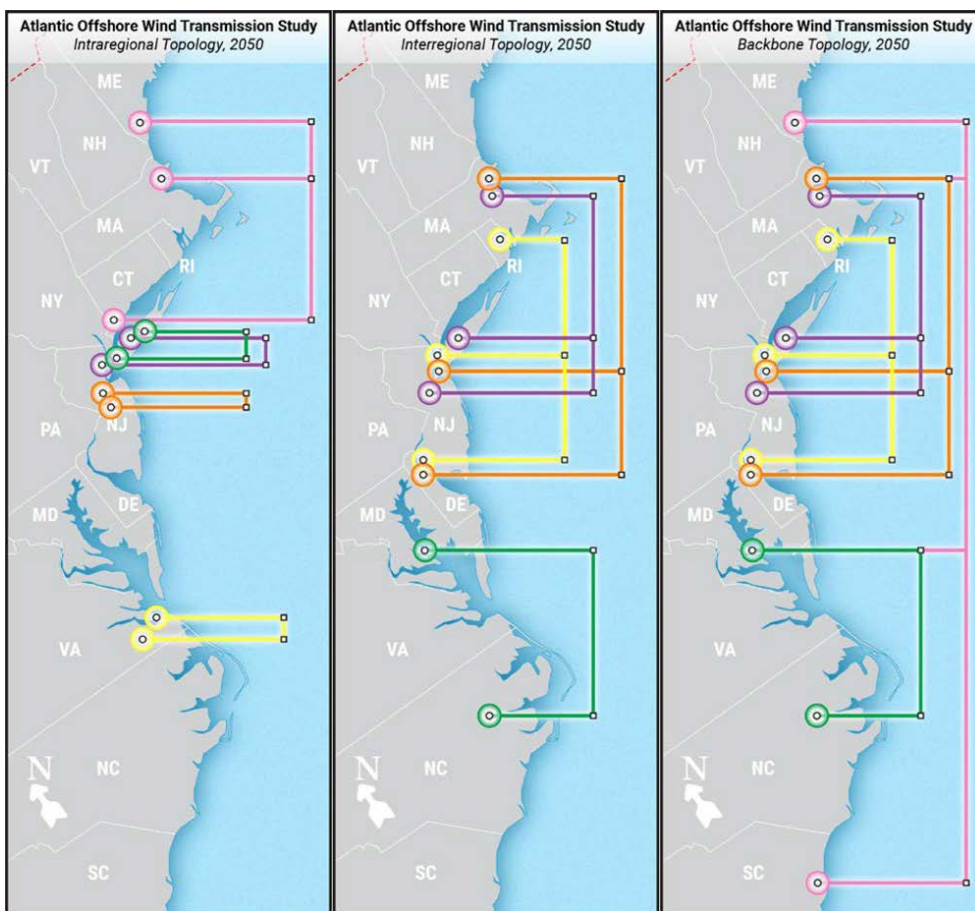 Atlantic Offshore Wind Transmission Study
Intraregional Topology, 2050
ME
NH
VT
MA
RI
CT
NY
PA
NJ
DE
MD
VA
N
NC
SC
Atlantic Offshore Wind Transmission Study
Interregional Topology, 2050
ME
NH
VT
MA
RI
CT
NY
PA
NJ
DE
MD
VA
N
NC
SC
Atlantic Offshore Wind Transmission Study
Backbone Topology, 2050
ME
NH
VT
MA
RI
CT
NY
PA
NJ
DE
MD
VA
N
NC
SC